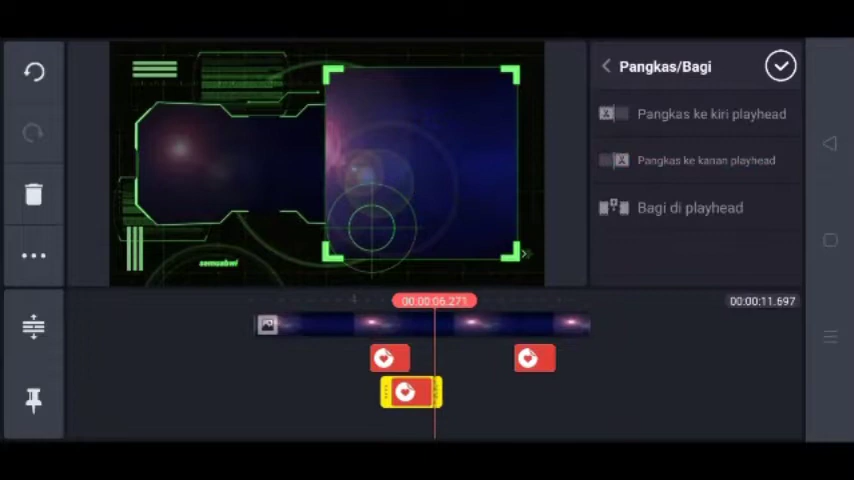 Pangkas/Bagi
Pangkas ke kiri playhead
Pangkas ke kanan playhead
Bagi di playhead
semuabwi
00:00:06.271
00:00:11.697